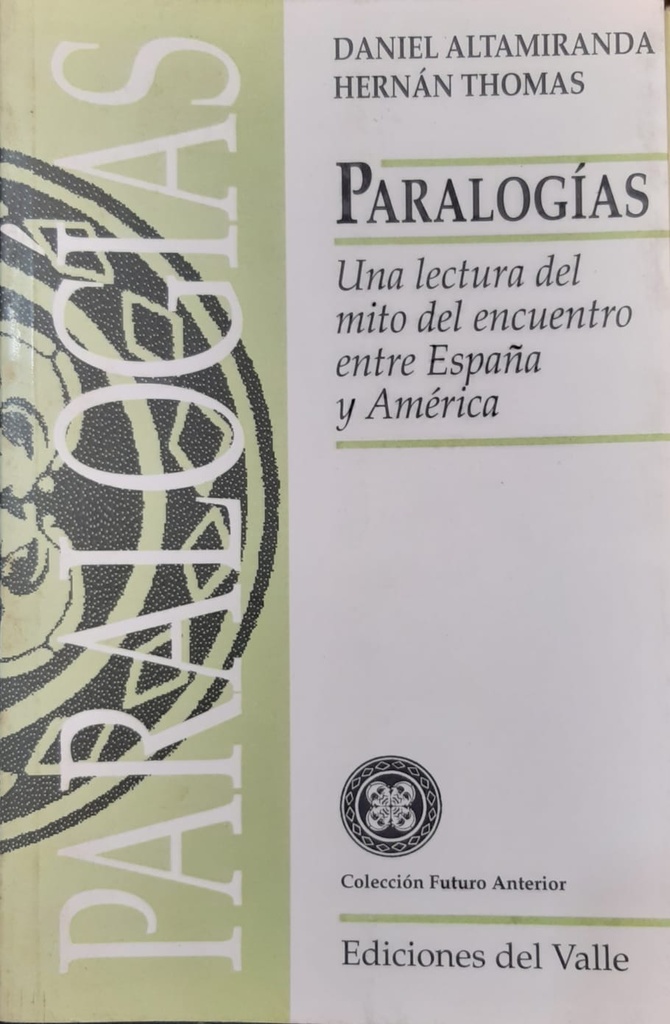 PARALOGÍAS
DANIEL ALTAMIRANDA
HERNÁN THOMAS
PARALOGÍAS
Una lectura del
mito del encuentro
entre España
y América
Colección Futuro Anterior
Ediciones del Valle